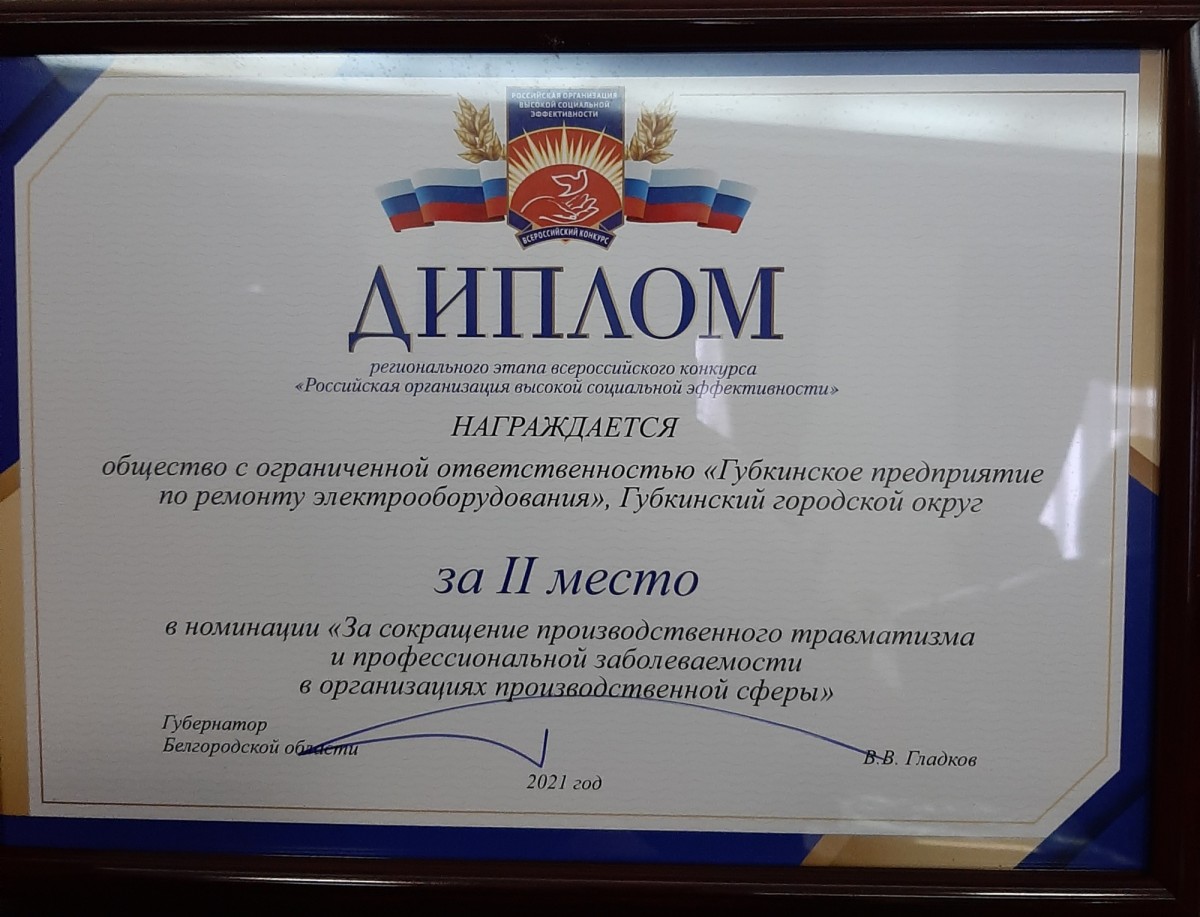 РОССИЙСКАЯ ОРГАНИЗАЦИЯ
ВЫСОКОЙ СОЦИАЛЬНОЙ
ЭФФЕКТИВНОСТИ
ВСЕРОССИЙСКИЙ КОНКУРС
ДИПЛОМ
регионального этапа всероссийского конкурса
«Российская организация высокой социальной эффективности»
НАГРАЖДАЕТСЯ
общество с ограниченной ответственностью «Губкинское предприятие
по ремонту электрооборудования», Губкинский городской округ
за II место
в номинации «За сокращение производственного травматизма
и профессиональной заболеваемости
в организациях производственной сферы»
Губернатор
Белгородской области
В.В. Гладков
2021 год